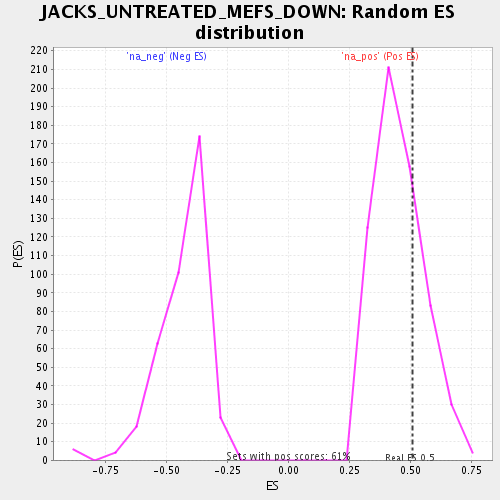 JACKS_UNTREATED_MEFS_DOWN: Random ES
distribution
'na_neg' (Neg ES)
'na_pos' (Pos ES)
220
210
200
190
180
170
160
150
140
130
120
110
100
90
80
70
60
50
40
30
20
10
0
P(ES)
Sets with pos scores: 61%
Real ES 0.5
-0.75 -0.50 -0.25 0.00 0.25 0.50 0.75
ES